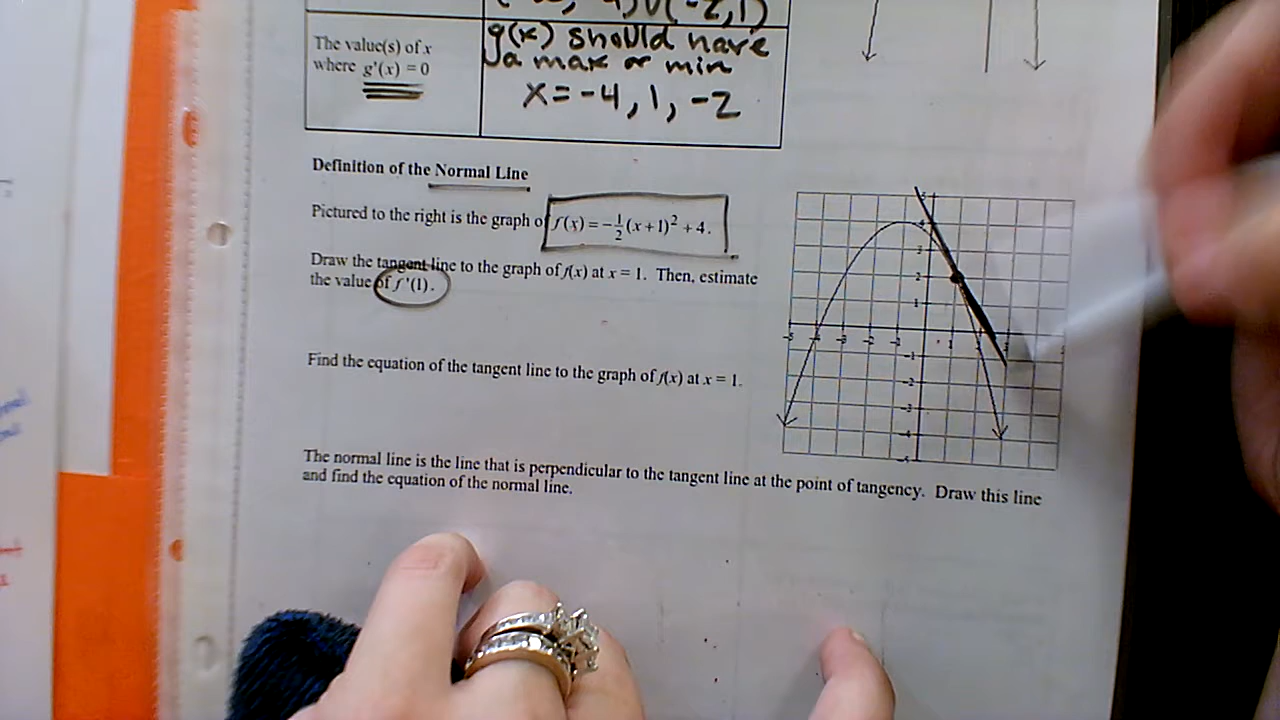 -4)∪(-2,1)
The value(s) of x
where g'(x) = 0
g(x) should have
a max or min
x=-4, 1, -2
Definition of the Normal Line
Pictured to the right is the graph of f(x) = -1/2(x+1)² + 4.
Draw the tangent line to the graph of f(x) at x = 1. Then, estimate
the value of f '(1).
Find the equation of the tangent line to the graph of f(x) at x = 1.
The normal line is the line that is perpendicular to the tangent line at the point of tangency. Draw this line
and find the equation of the normal line.